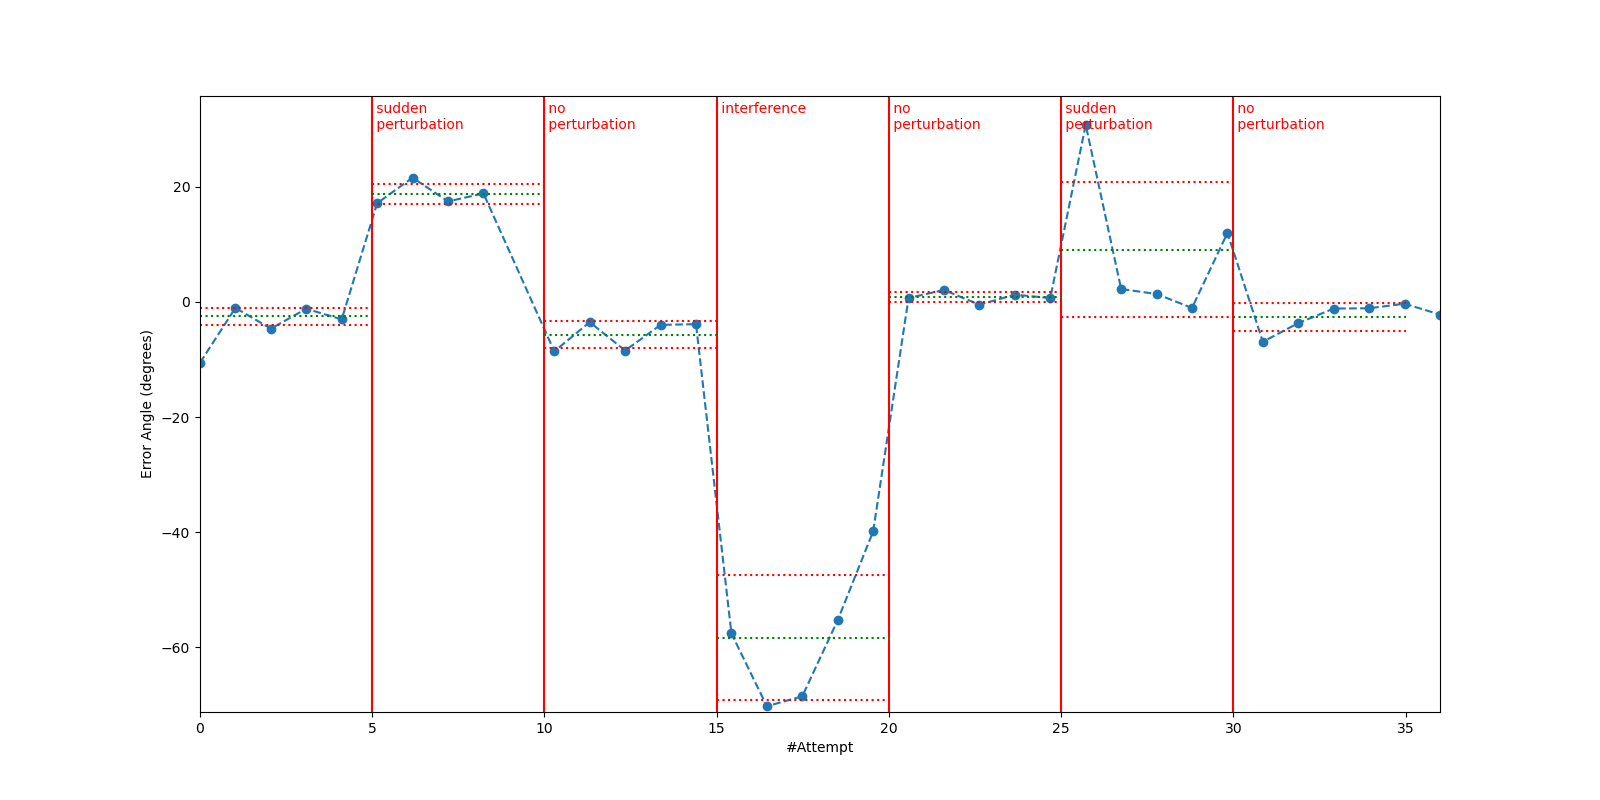 sudden
perturbation
no
perturbation
interference
no
perturbation
sudden
perturbation
no
perturbation
20
0
−20
−40
−60
Error Angle (degrees)
0 5 10 15 20 25 30 35
#Attempt